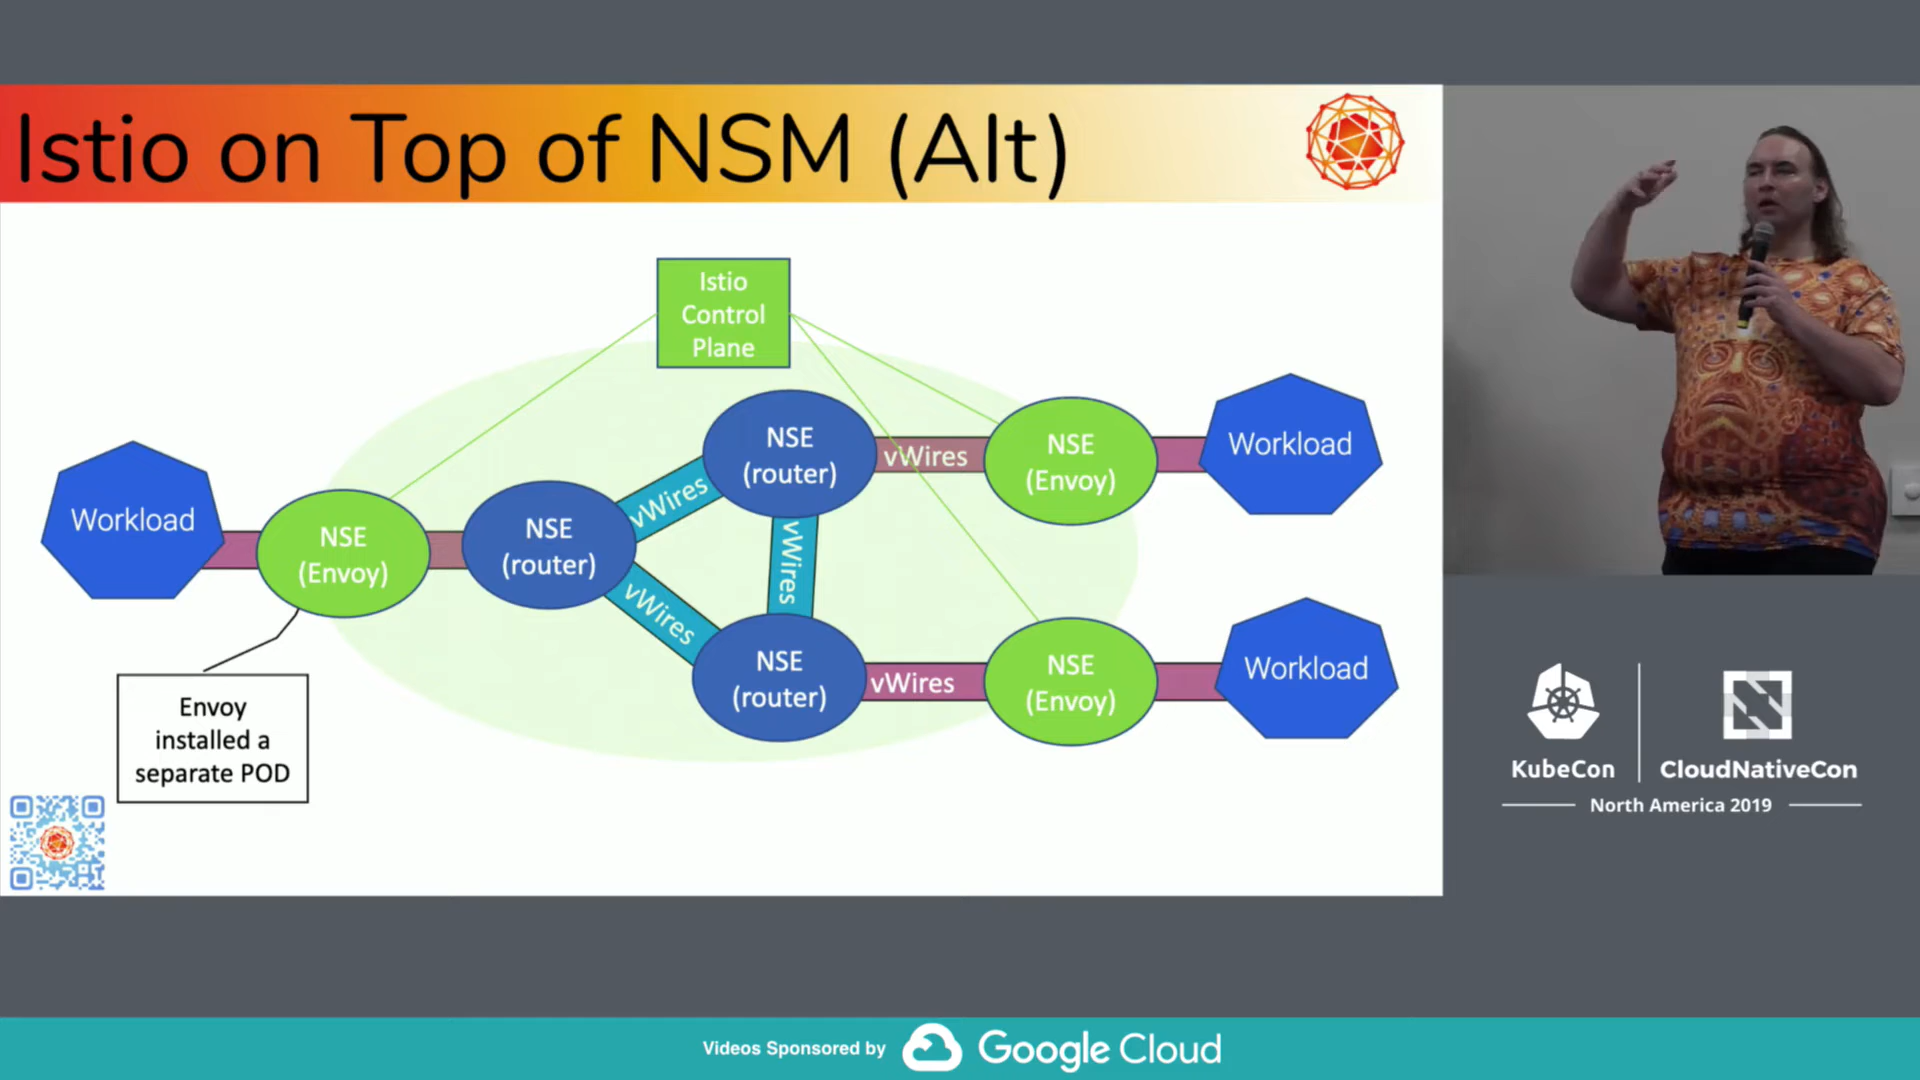 Istio on Top of NSM (Alt)
Istio
Control
Plane
NSE
(router)
vWires
NSE
(Envoy)
Workload
Workload
NSE
(Envoy)
NSE
(router)
vWires
vWires
vWires
NSE
(router)
vWires
NSE
(Envoy)
Workload
Envoy
installed a
separate POD
KubeCon
CloudNativeCon
North America 2019
Videos Sponsored by
Google Cloud